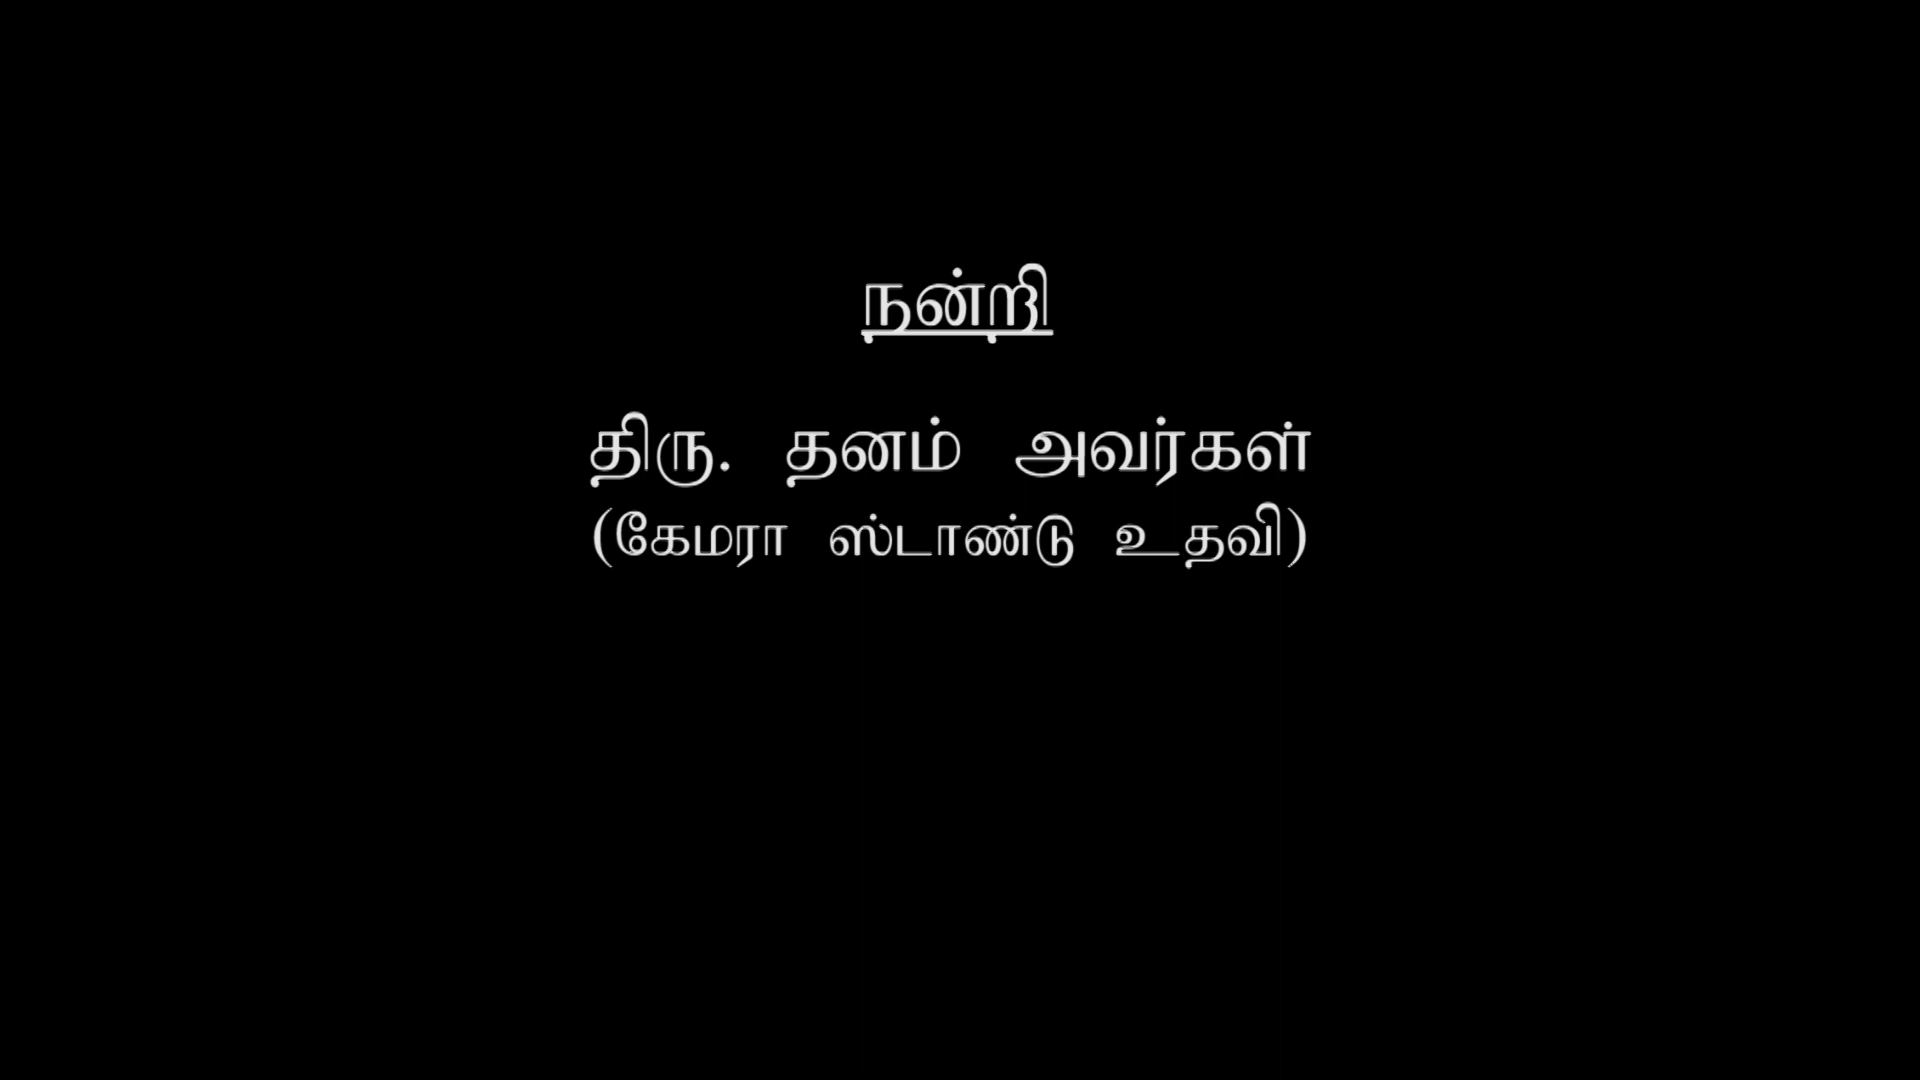 நன்றி
திரு. தனம் அவர்கள்
(கேமரா ஸ்டாண்டு உதவி)